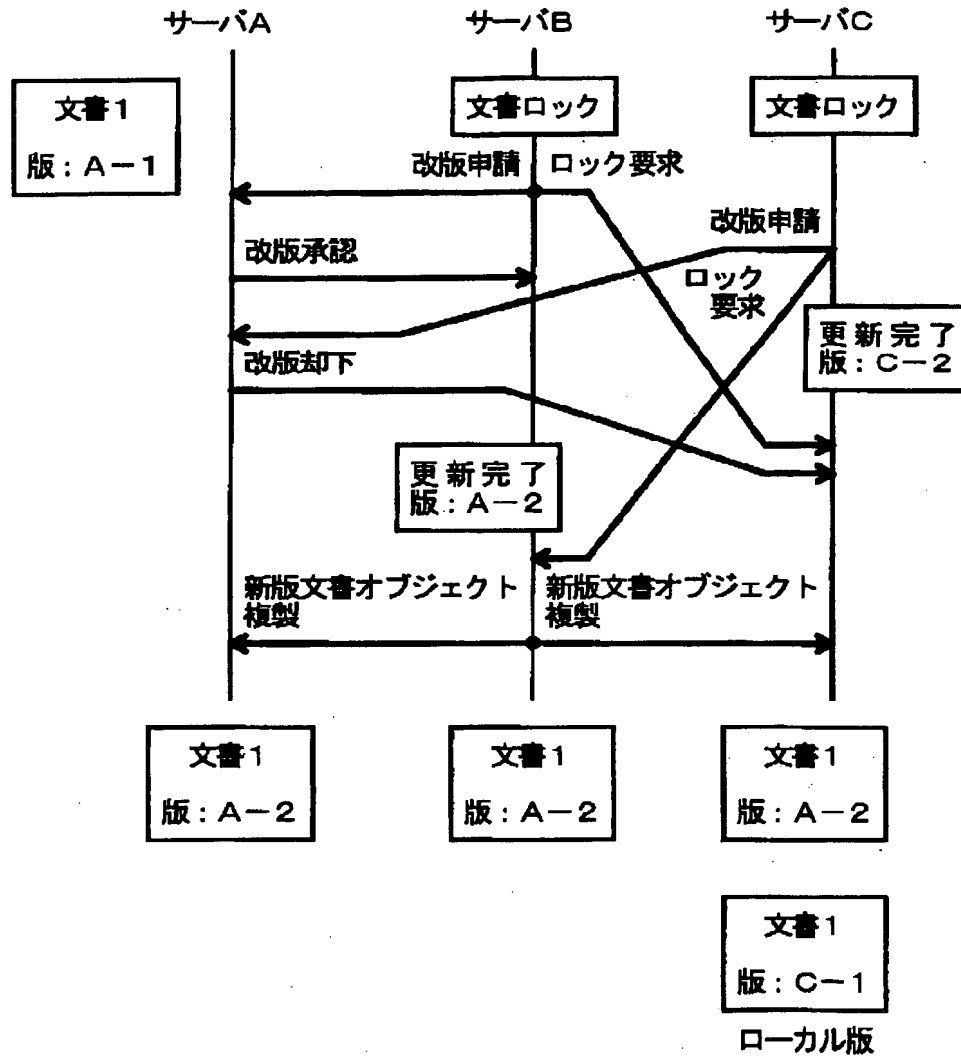 サーバA
サーバB
サーバC
文書1
版：A－1
文書ロック
文書ロック
改版申請
ロック要求
改版申請
改版承認
ロック
要求
更新完了
版：C－2
改版却下
更新完了
版：A－2
新版文書オブジェクト
複製
新版文書オブジェクト
複製
文書1
版：A－2
文書1
版：A－2
文書1
版：A－2
文書1
版：C－1
ローカル版